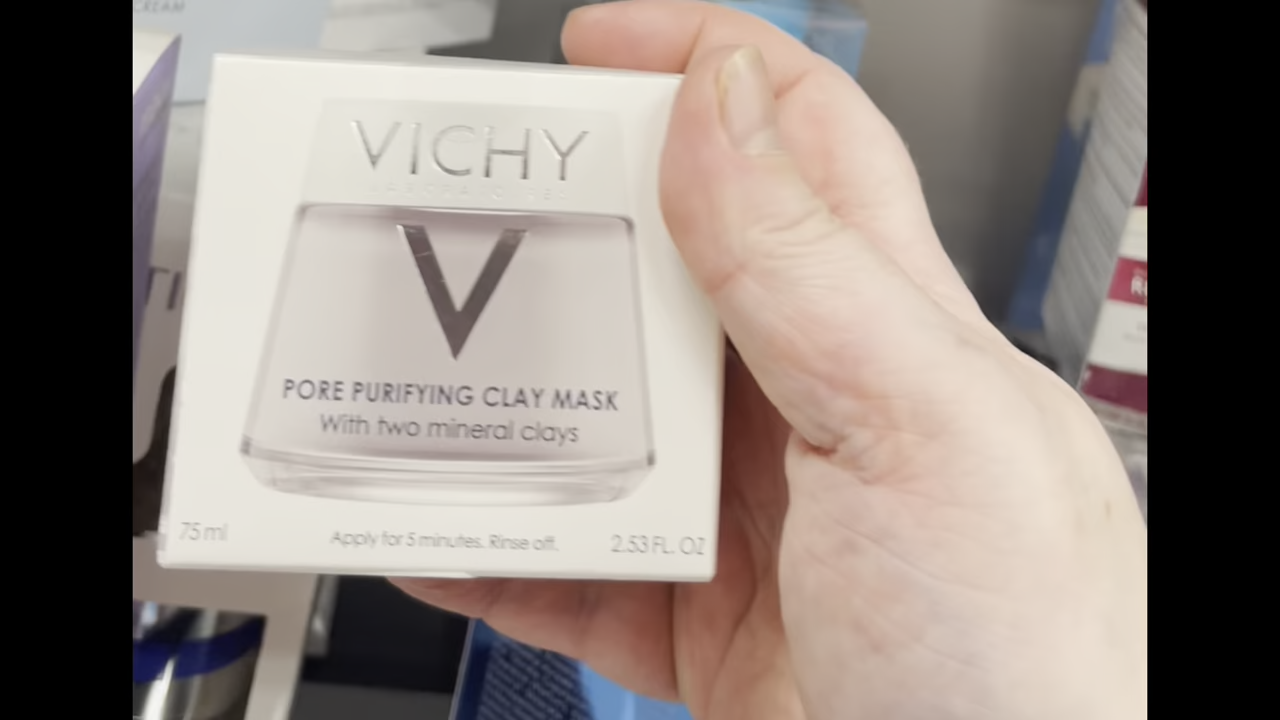 CREAM
VICHY
LABORATOIRES
V
PORE PURIFYING CLAY MASK
With two mineral clays
75 ml
Apply for 5 minutes. Rinse off.
2.53 FL. OZ